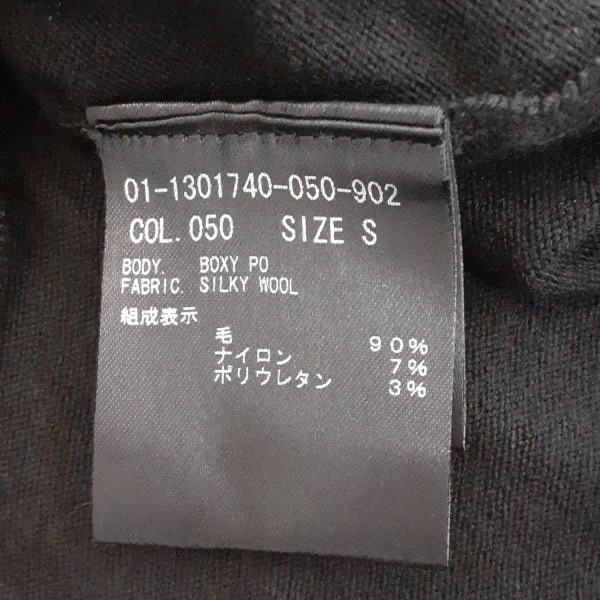 01-1301740-050-902
COL. 050 SIZE S
BODY. BOXY PO
FABRIC. SILKY WOOL
組成表示
毛 90%
ナイロン 7%
ポリウレタン 3%